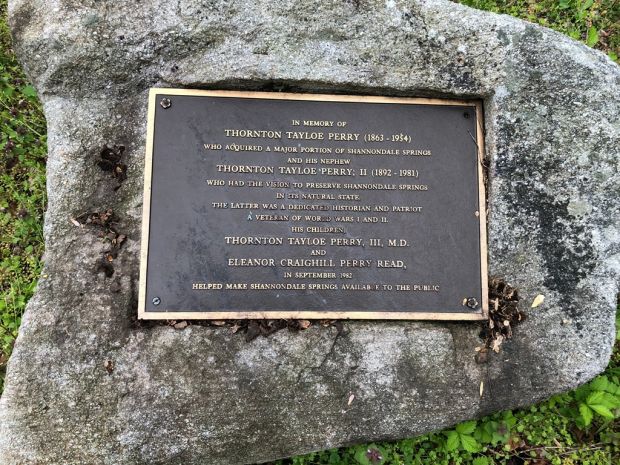 IN MEMORY OF
THORNTON TAYLOE PERRY (1863 - 1954)
WHO ACQUIRED A MAJOR PORTION OF SHANNONDALE SPRINGS
AND HIS NEPHEW
THORNTON TAYLOE PERRY, II (1892 - 1981)
WHO HAD THE VISION TO PRESERVE SHANNONDALE SPRINGS
IN ITS NATURAL STATE.
THE LATTER WAS A DEDICATED HISTORIAN AND PATRIOT
A VETERAN OF WORLD WARS I AND II.
HIS CHILDREN
THORNTON TAYLOE PERRY, III, M.D.
AND
ELEANOR CRAIGHILL PERRY READ,
IN SEPTEMBER 1982
HELPED MAKE SHANNONDALE SPRINGS AVAILABLE TO THE PUBLIC